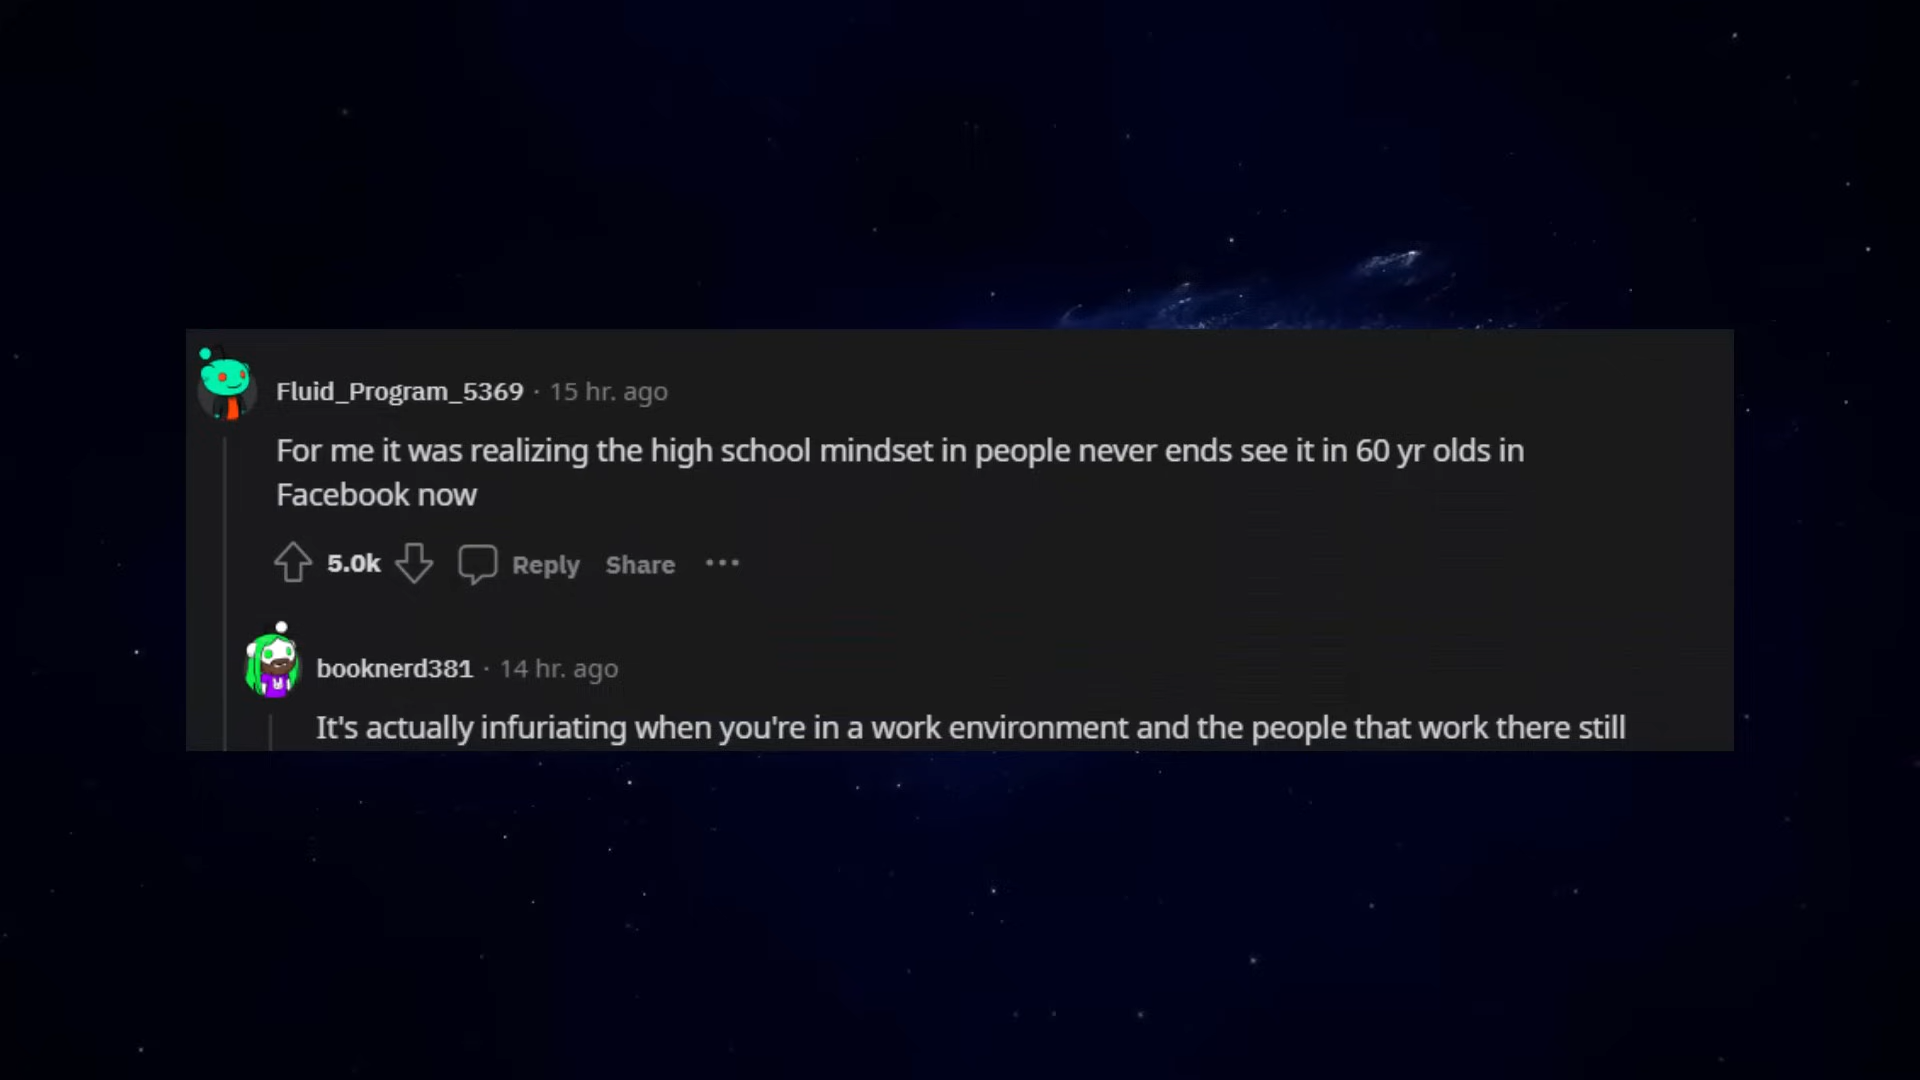 Fluid_Program_5369 · 15 hr. ago
For me it was realizing the high school mindset in people never ends see it in 60 yr olds in
Facebook now
5.0k Reply Share ···
booknerd381 · 14 hr. ago
It's actually infuriating when you're in a work environment and the people that work there still